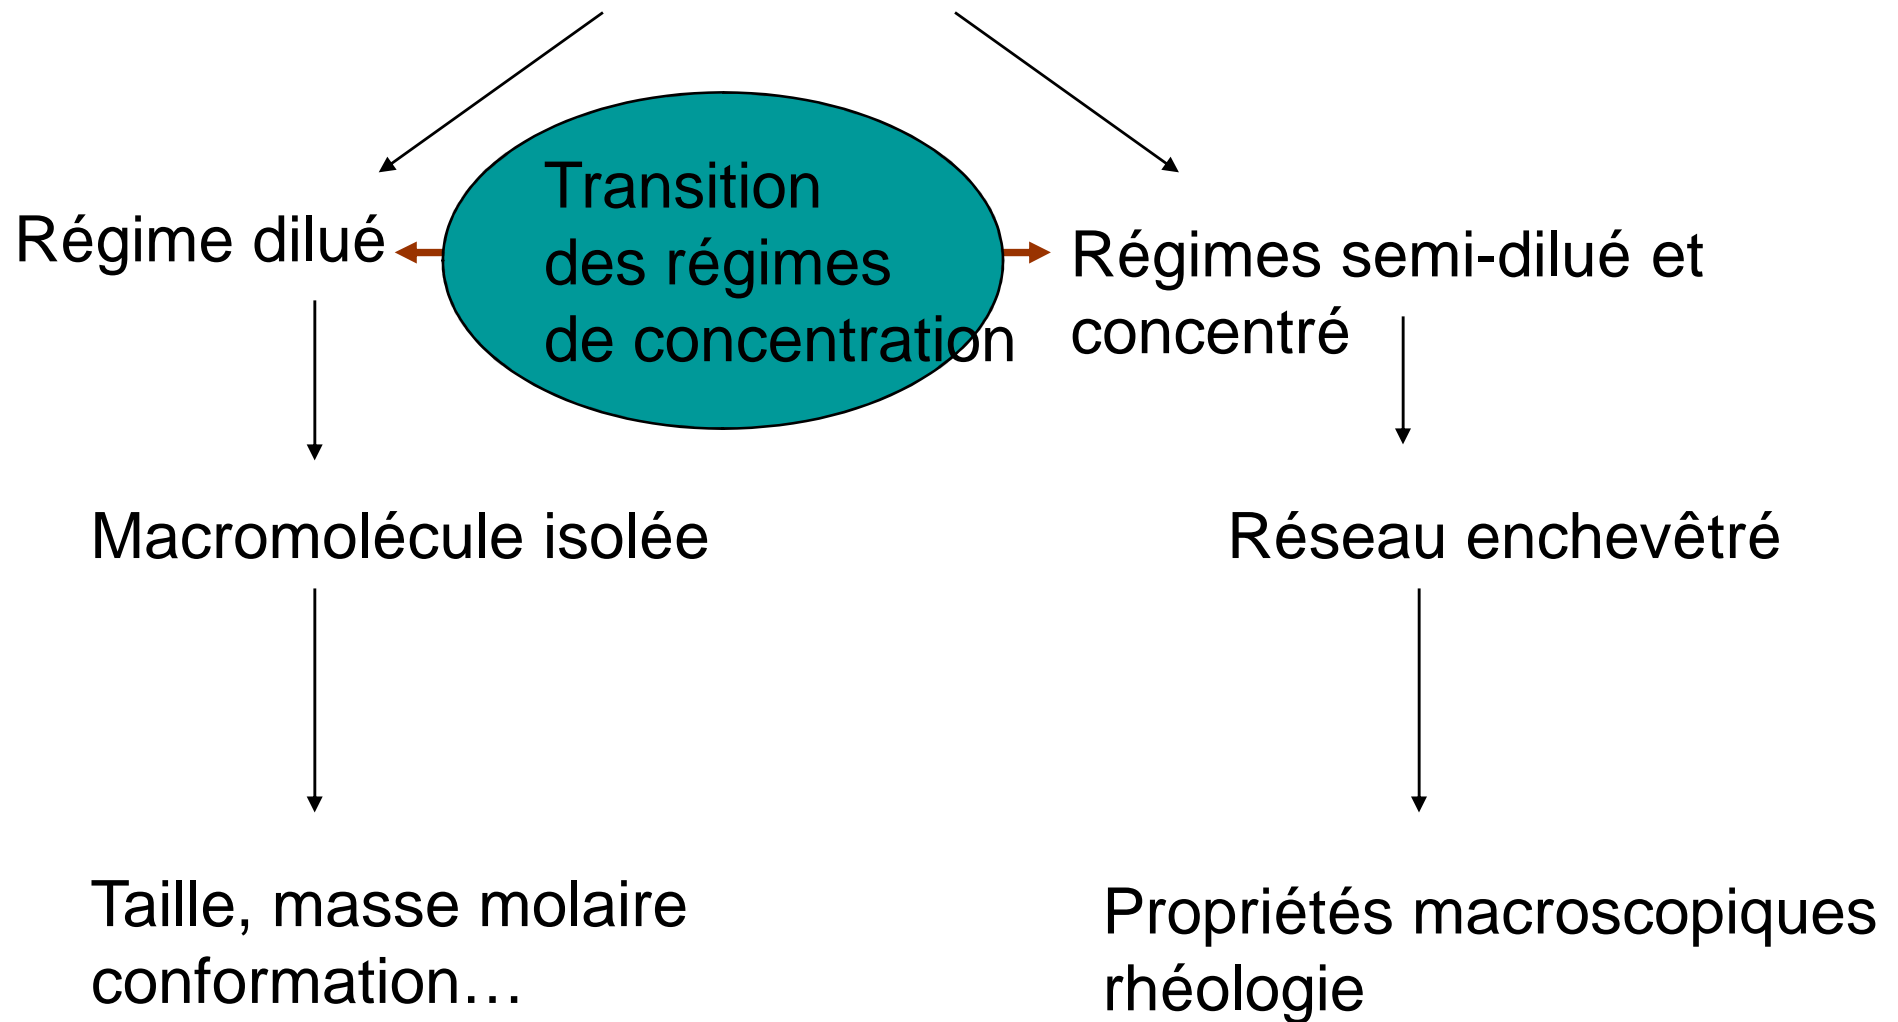 Régime dilué
Transition
des régimes
de concentration
Régimes semi-dilué et
concentré
Macromolécule isolée
Réseau enchevêtré
Taille, masse molaire
conformation…
Propriétés macroscopiques
rhéologie